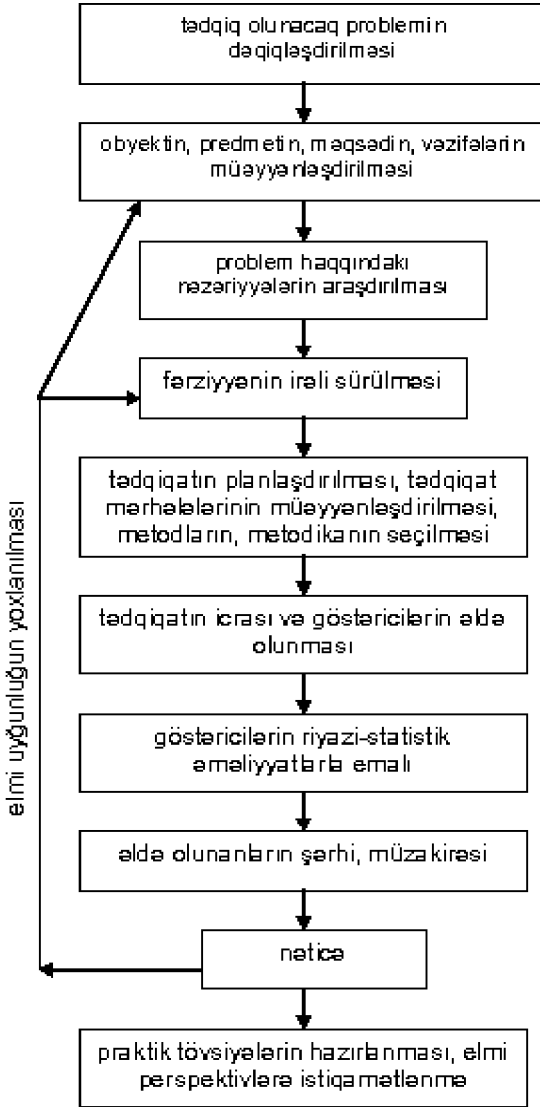 tədqiq olunacaq problemin
dəqiqləşdirilməsi
obyektin, predmetin, məqsədin, vəzifələrin
müəyyənləşdirilməsi
problem haqqındakı
nəzəriyyələrin araşdırılması
fərziyyənin irəli sürülməsi
tədqiqatın planlaşdırılması, tədqiqat
mərhələlərinin müəyyənləşdirilməsi,
metodların, metodikanın seçilməsi
tədqiqatın icrası və göstəricilərin əldə
olunması
göstəricilərin riyazi-statistik
əməliyyatlarla emalı
əldə olunanların şərhi, müzakirəsi
nəticə
praktik tövsiyələrin hazırlanması, elmi
perspektivlərə istiqamətlənmə
elmi uyğunluğun yoxlanılması